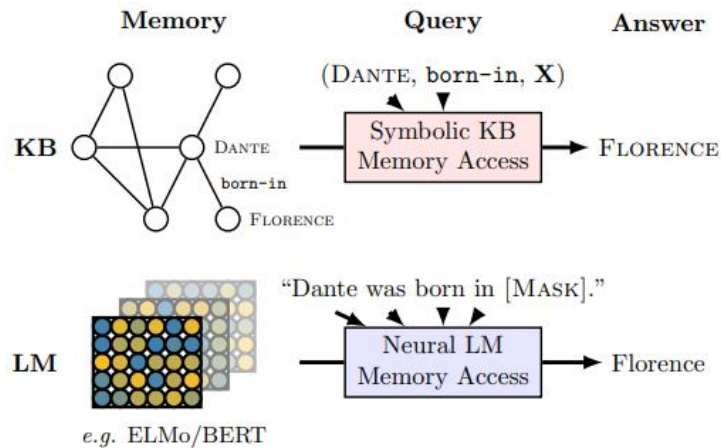 Memory Query Answer
(DANTE, born-in, X)
KB
DANTE
Symbolic KB
Memory Access
FLORENCE
born-in
FLORENCE
“Dante was born in [MASK].”
LM
Neural LM
Memory Access
Florence
e.g. ELMo/BERT